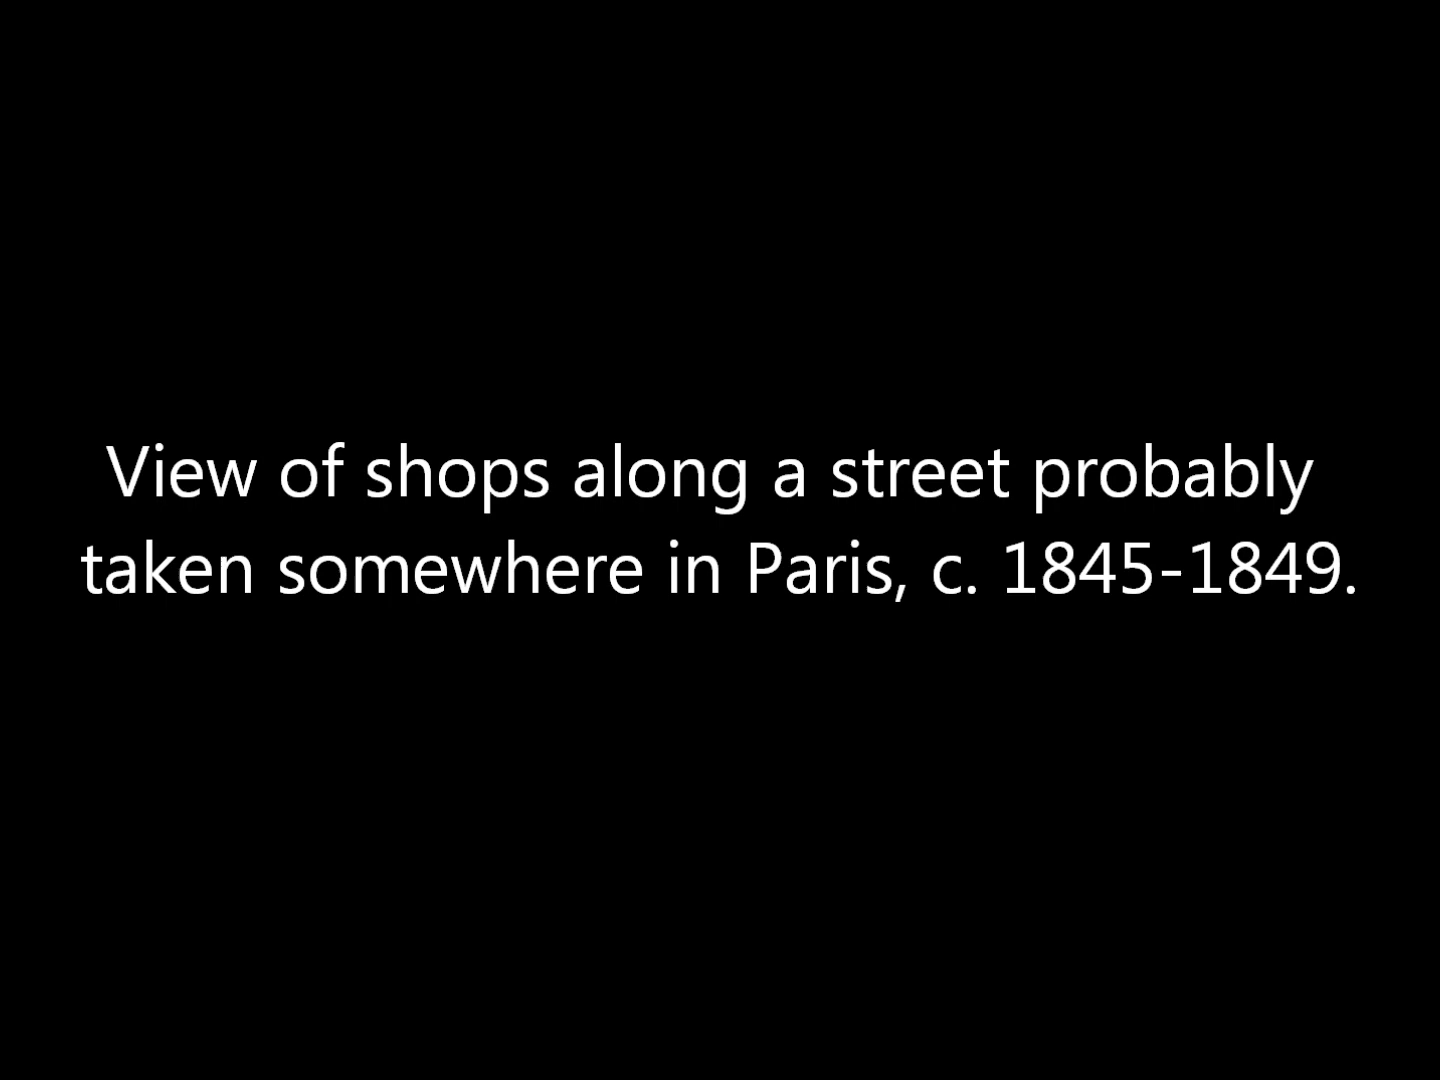 View of shops along a street probably
taken somewhere in Paris, c. 1845-1849.